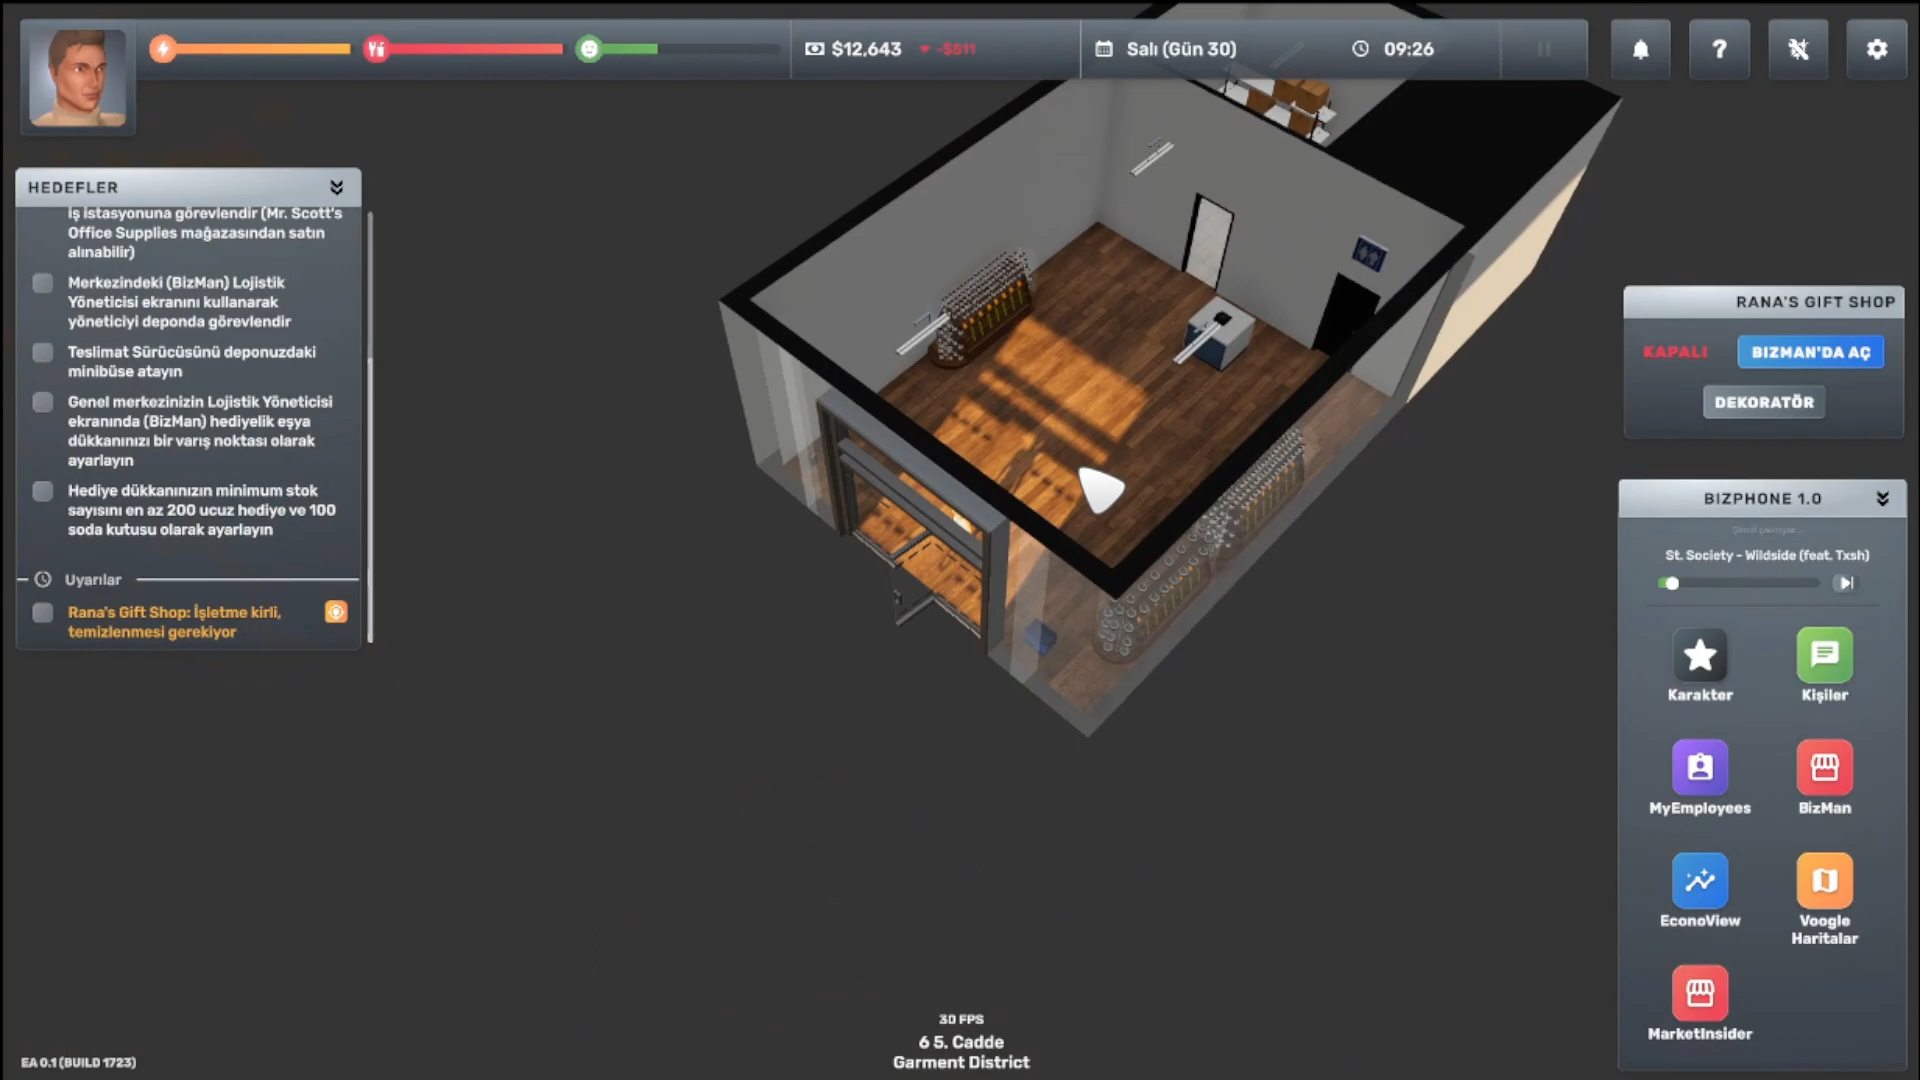 $12,643
-$511
Salı (Gün 30)
09:26
?
HEDEFLER
iş istasyonuna görevlendir (Mr. Scott's
Office Supplies mağazasından satın
alınabilir)
Merkezindeki (BizMan) Lojistik
Yöneticisi ekranını kullanarak
yöneticiyi deponda görevlendir
Teslimat Sürücüsünü deponuzdaki
minibüse atayın
Genel merkezinizin Lojistik Yöneticisi
ekranında (BizMan) hediyelik eşya
dükkanınızı bir varış noktası olarak
ayarlayın
Hediye dükkanınızın minimum stok
sayısını en az 200 ucuz hediye ve 100
soda kutusu olarak ayarlayın
Uyarılar
Rana's Gift Shop: İşletme kirli,
temizlenmesi gerekiyor
RANA'S GIFT SHOP
KAPALI
BIZMAN'DA AÇ
DEKORATÖR
BIZPHONE 1.0
Şimdi çalınıyor...
St. Society - Wildside (feat. Txsh)
Karakter
Kişiler
MyEmployees
BizMan
EconoView
Voogle
Haritalar
MarketInsider
30 FPS
6 5. Cadde
Garment District
EA 0.1 (BUILD 1723)